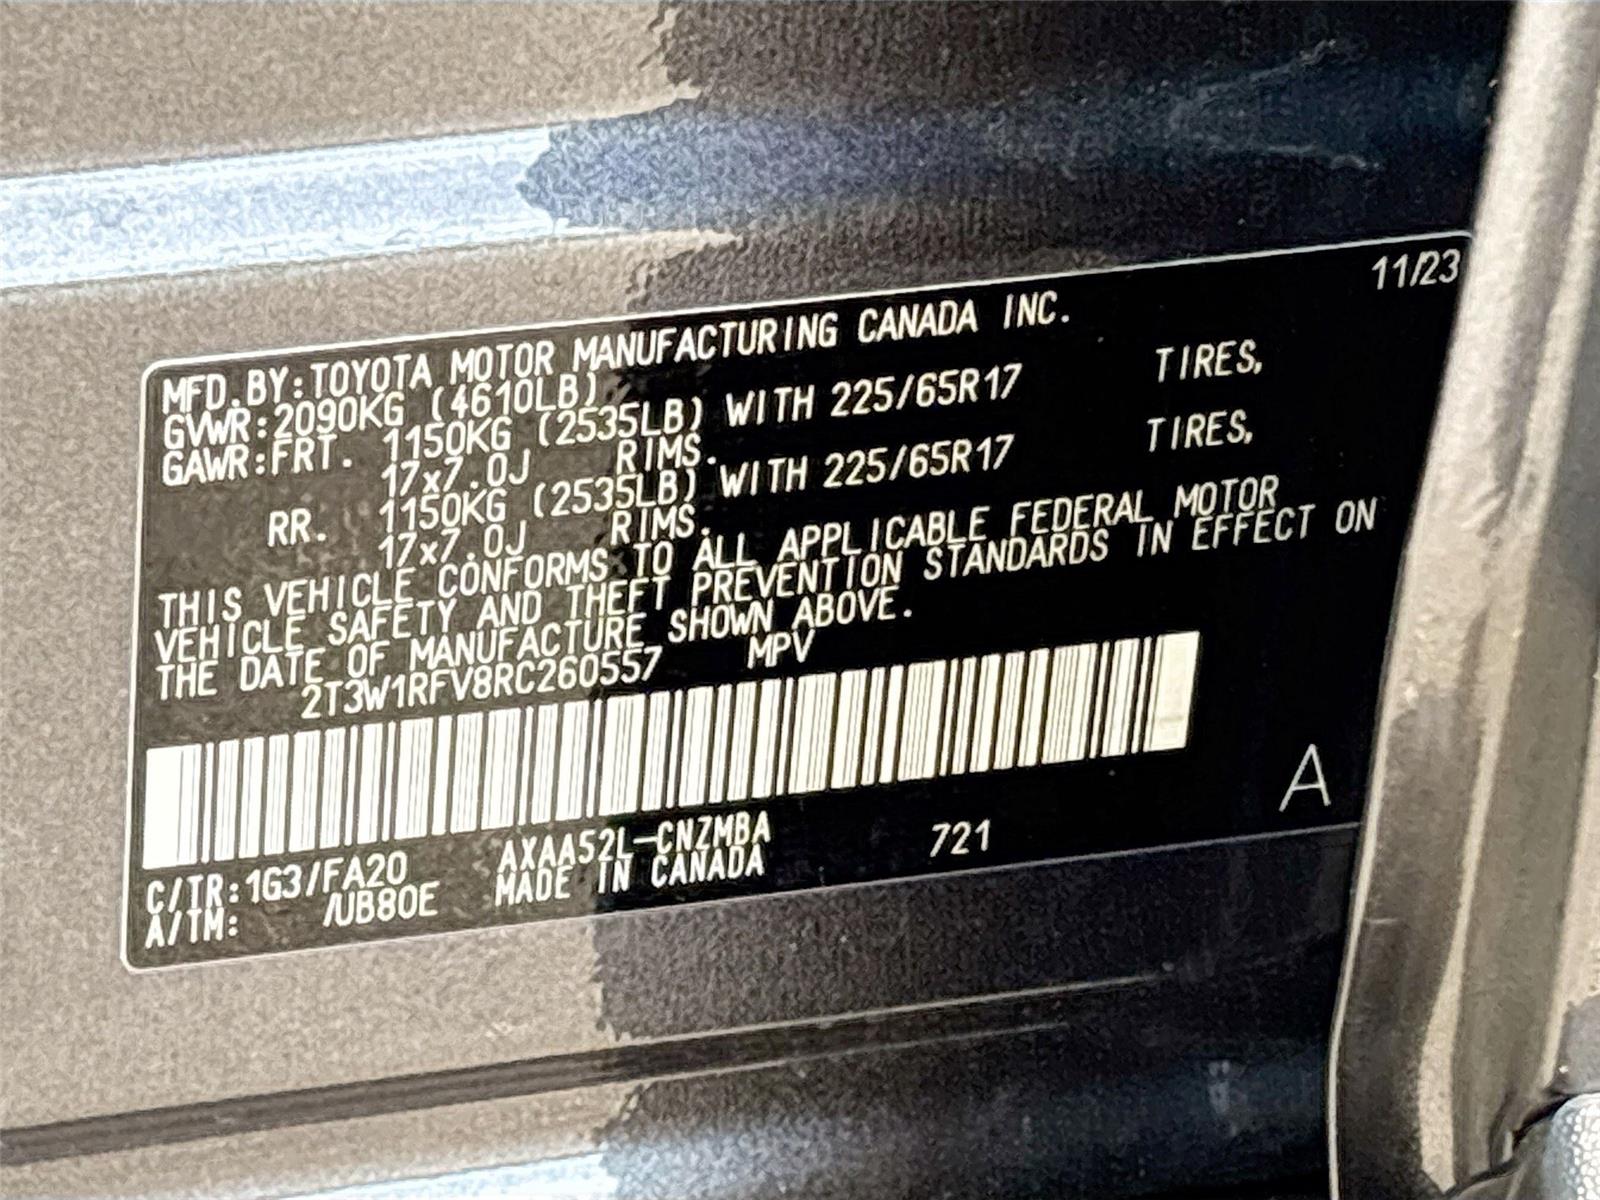 11/23
MFD.BY:TOYOTA MOTOR MANUFACTURING CANADA INC.
GVWR:2090KG (4610LB)
GAWR:FRT. 1150KG (2535LB) WITH 225/65R17 TIRES,
17x7.0J RIMS.
RR. 1150KG (2535LB) WITH 225/65R17 TIRES,
17x7.0J RIMS.
THIS VEHICLE CONFORMS TO ALL APPLICABLE FEDERAL MOTOR
VEHICLE SAFETY AND THEFT PREVENTION STANDARDS IN EFFECT ON
THE DATE OF MANUFACTURE SHOWN ABOVE.
2T3W1RFV8RC260557 MPV
A
C/TR:1G3/FA20 AXAA52L-CNZMBA 721
A/TM: /UB80E MADE IN CANADA